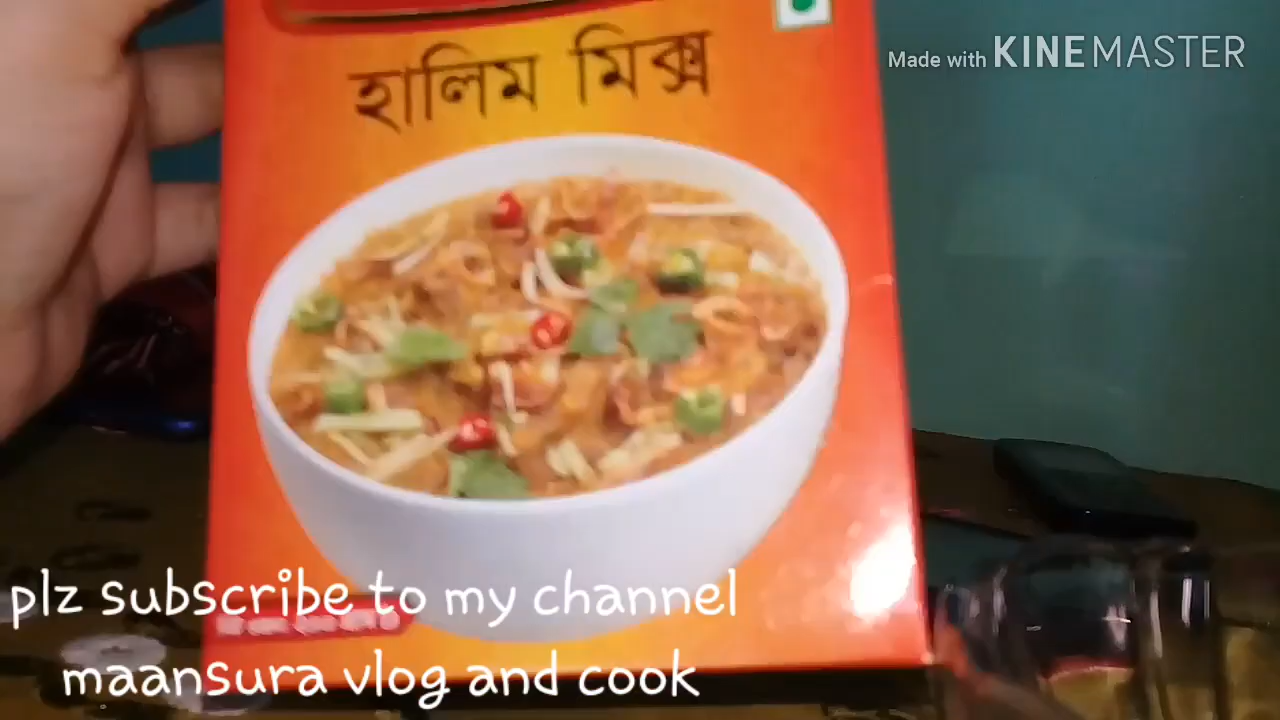 Made with KINEMASTER
হালিম মিক্স
plz subscribe to my channel
maansura vlog and cook